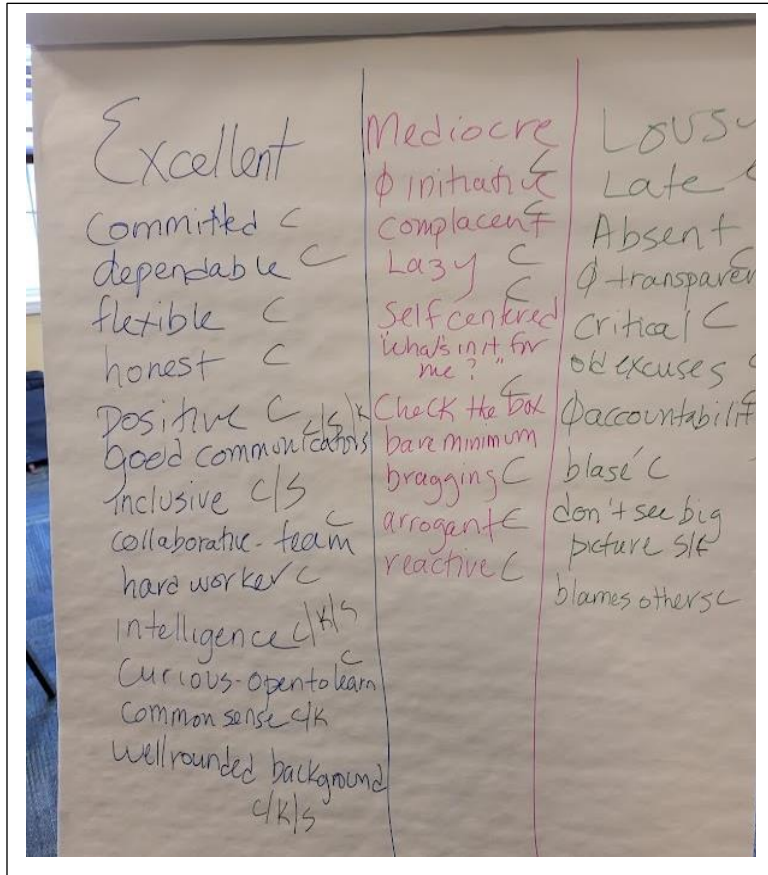 Excellent
Committed C
dependable C
flexible C
honest C
Positive C
C/S/K
good communicators
inclusive C/S
C
collaborative - team
hard worker C
intelligence C/K/S
C
Curious - open to learn
Common sense C/K
Wellrounded background
C/K/S
Mediocre
C
∅ initiative
C
Complacent
Lazy C
C
Self centered
"What's in it for
me?"
C
Check the box
bare minimum
bragging C
arrogant C
reactive C
Late
Absent
C
∅ transparen
Critical C
old excuses
C
∅ accountabilit
blasé C
don't see big
picture S/K
blames others C